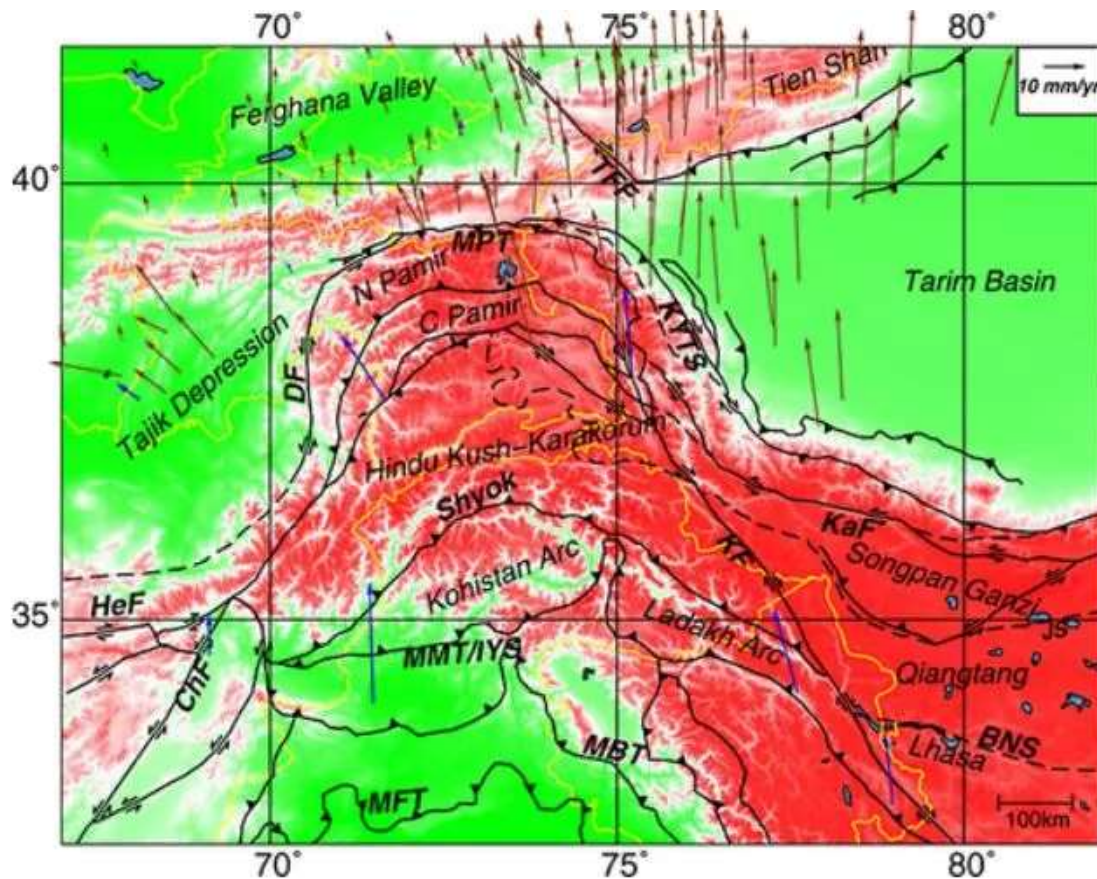 70°
75°
80°
10 mm/yr
Tien Shan
Ferghana Valley
40°
TFF
MPT
N Pamir
Tarim Basin
C Pamir
KYTS
DF
Tajik Depression
Hindu Kush-Karakorum
Shyok
KaF
KF
Songpan Ganzi
Kohistan Arc
HeF
35°
Ladakh Arc
JS
MMT/IYS
ChF
Qiangtang
BNS
Lhasa
MBT
MFT
100km
70°
75°
80°